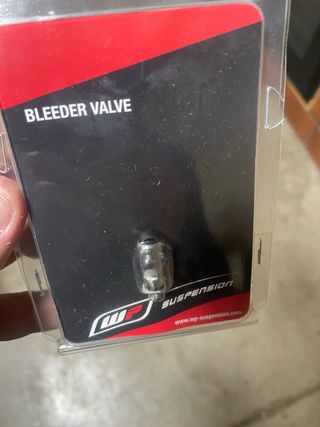 BLEEDER VALVE
WP SUSPENSION
www.wp-suspension.com